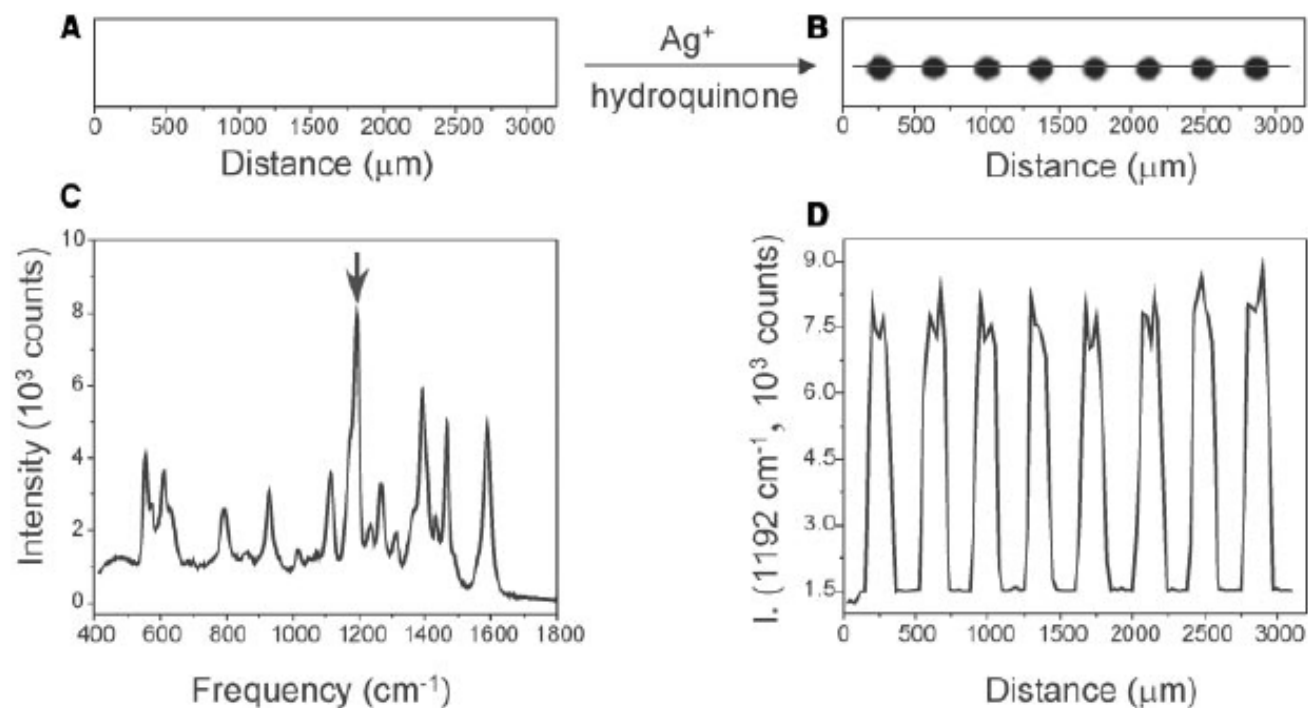 A
0 500 1000 1500 2000 2500 3000
Distance (μm)
Ag⁺
hydroquinone
B
0 500 1000 1500 2000 2500 3000
Distance (μm)
C
10
8
6
4
2
0
Intensity (10³ counts)
400 600 800 1000 1200 1400 1600 1800
Frequency (cm⁻¹)
D
9.0
7.5
6.0
4.5
3.0
1.5
I. (1192 cm⁻¹, 10³ counts)
0 500 1000 1500 2000 2500 3000
Distance (μm)